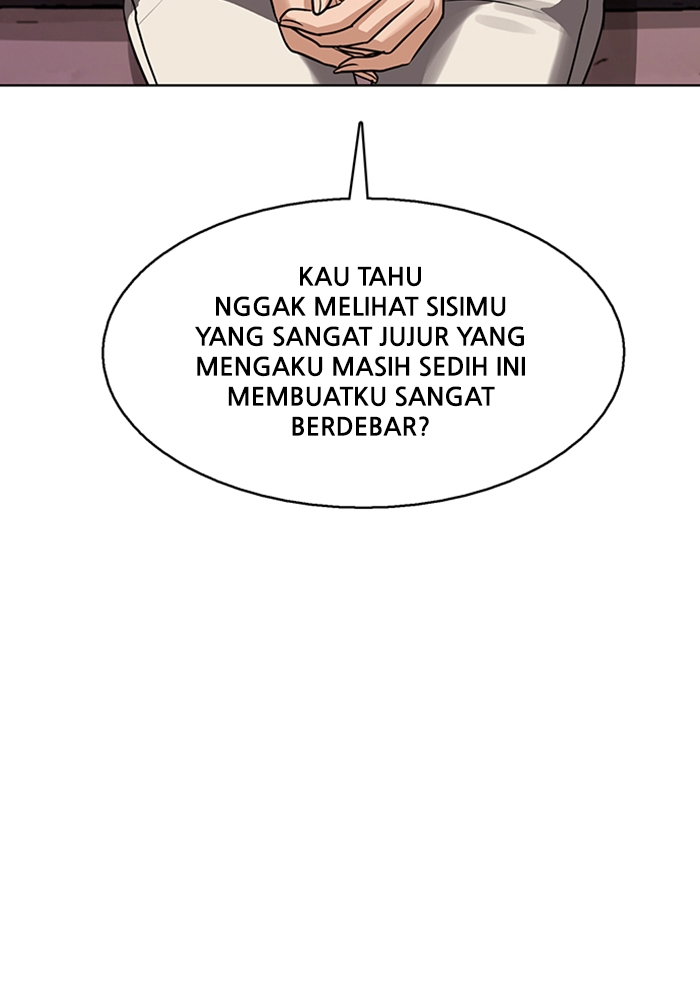 KAU TAHU
NGGAK MELIHAT SISIMU
YANG SANGAT JUJUR YANG
MENGAKU MASIH SEDIH INI
MEMBUATKU SANGAT
BERDEBAR?